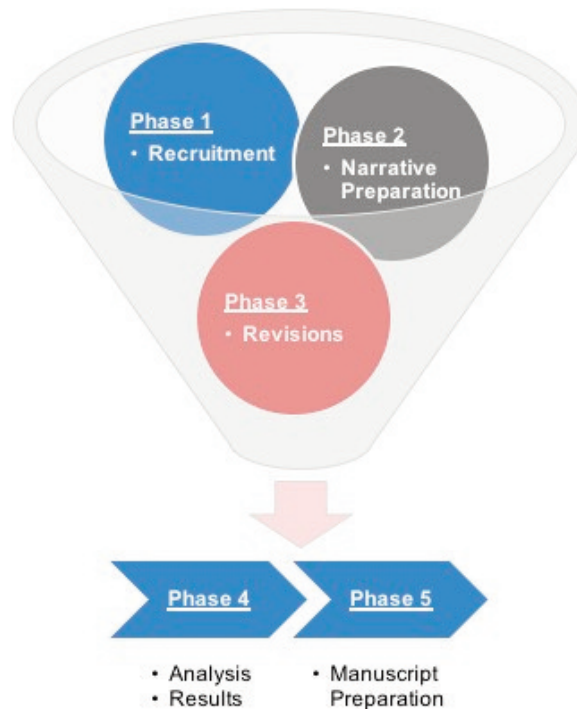 Phase 1
• Recruitment
Phase 2
• Narrative
Preparation
Phase 3
• Revisions
Phase 4
Phase 5
• Analysis
• Results
• Manuscript
Preparation